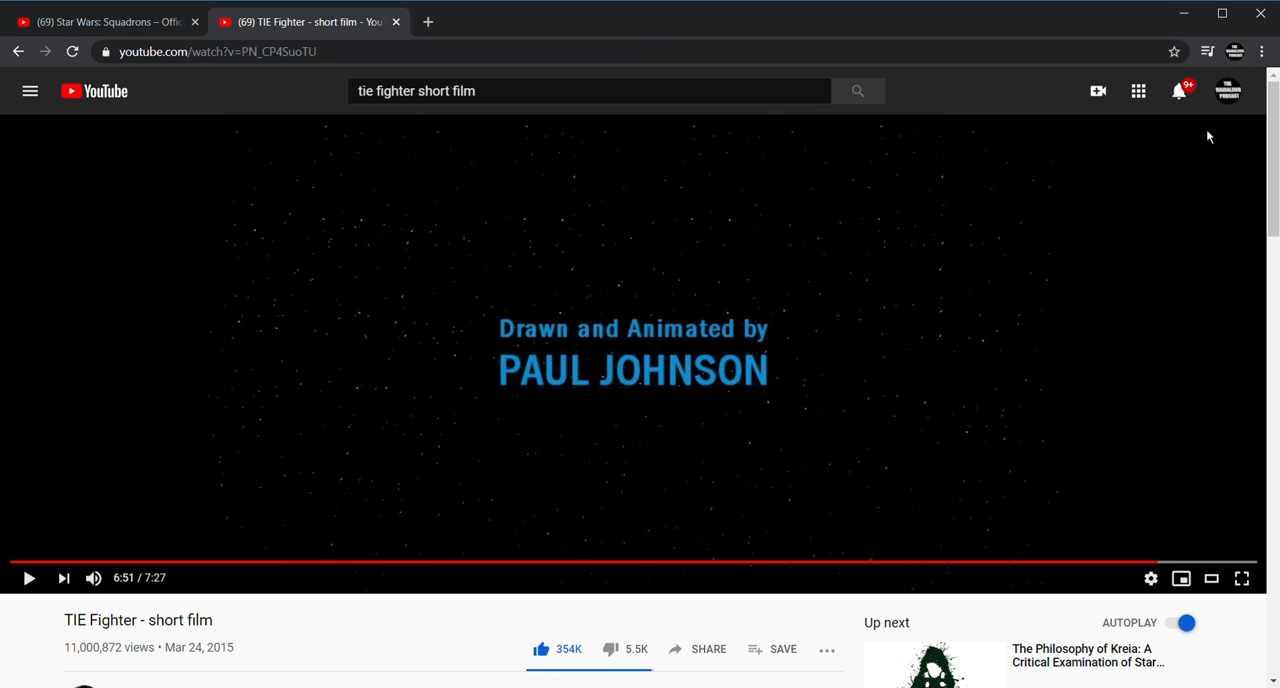 (69) Star Wars: Squadrons – Offic
(69) TIE Fighter - short film - You
youtube.com/watch?v=PN_CP4SuoTU
YouTube
tie fighter short film
9+
THE
PODCAST
Drawn and Animated by
PAUL JOHNSON
6:51 / 7:27
TIE Fighter - short film
11,000,872 views • Mar 24, 2015
354K
5.5K
SHARE
SAVE
Up next
AUTOPLAY
The Philosophy of Kreia: A
Critical Examination of Star...